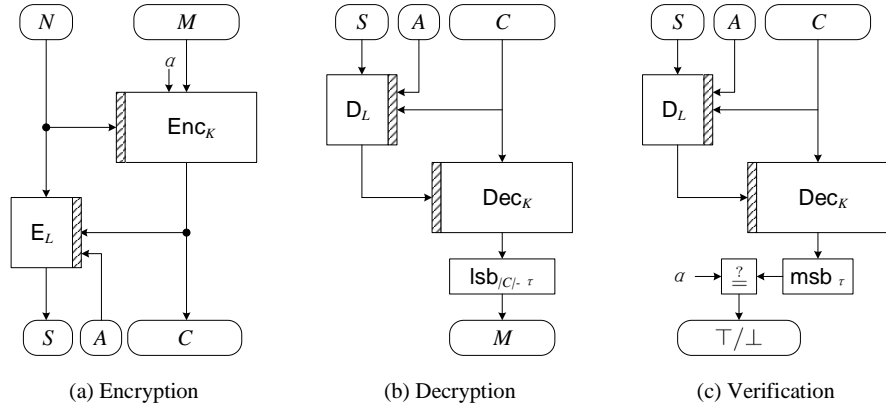 N M S A C S A C
α
Enc_K D_L D_L
Dec_K Dec_K
E_L
lsb_{|C|-τ} α ?= msb_τ
S A C M ⊤/⊥
(a) Encryption (b) Decryption (c) Verification